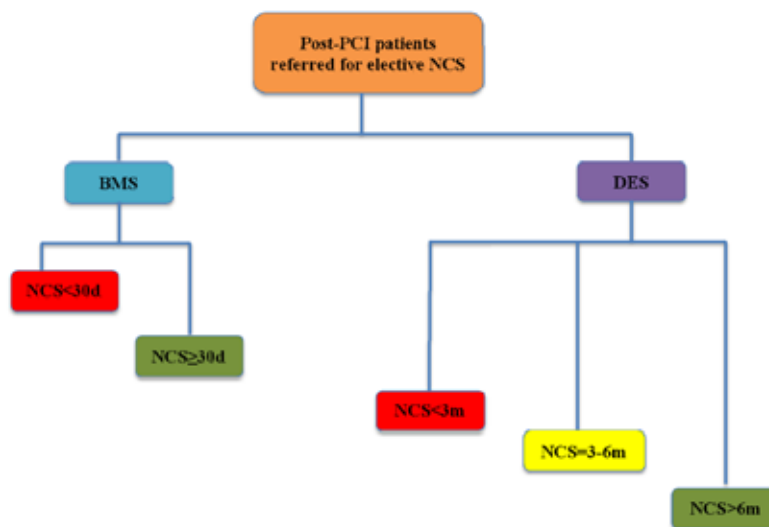 Post-PCI patients
referred for elective NCS
BMS
DES
NCS<30d
NCS≥30d
NCS<3m
NCS=3-6m
NCS>6m